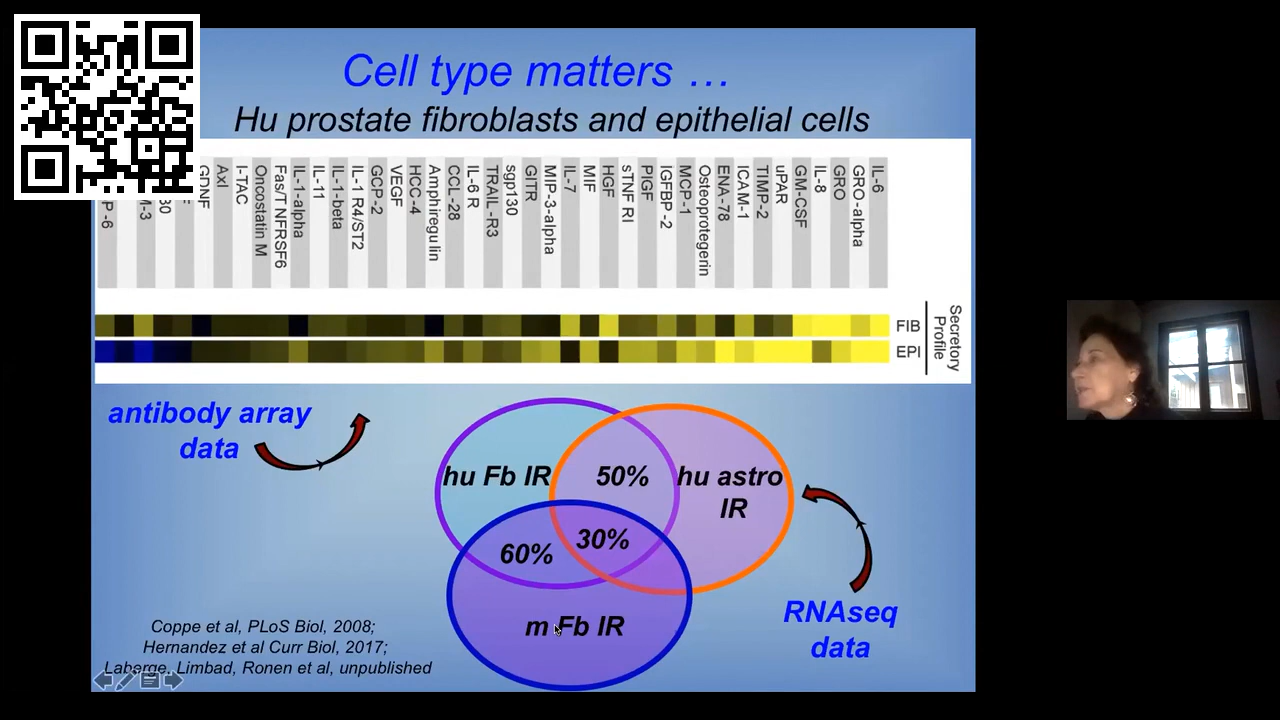 Cell type matters …
Hu prostate fibroblasts and epithelial cells
P -6
M-3
30
F
GDNF
Axl
I-TAC
Oncostatin M
Fas/TNFRSF6
IL-1-alpha
IL-11
IL-1-beta
IL-1 R4/ST2
GCP-2
VEGF
HCC-4
Amphiregulin
CCL-28
IL-6 R
TRAIL-R3
sgp130
GITR
MIP-3-alpha
IL-7
MIF
HGF
sTNF RI
PIGF
IGFBP -2
MCP-1
Osteoprotegerin
ENA-78
ICAM-1
TIMP-2
uPAR
GM-CSF
IL-8
GRO
GRO-alpha
IL-6
FIB
EPI
Secretory
Profile
antibody array
data
hu Fb IR
50%
hu astro
IR
60%
30%
m Fb IR
RNAseq
data
Coppe et al, PLoS Biol, 2008;
Hernandez et al Curr Biol, 2017;
Laberge, Limbad, Ronen et al, unpublished